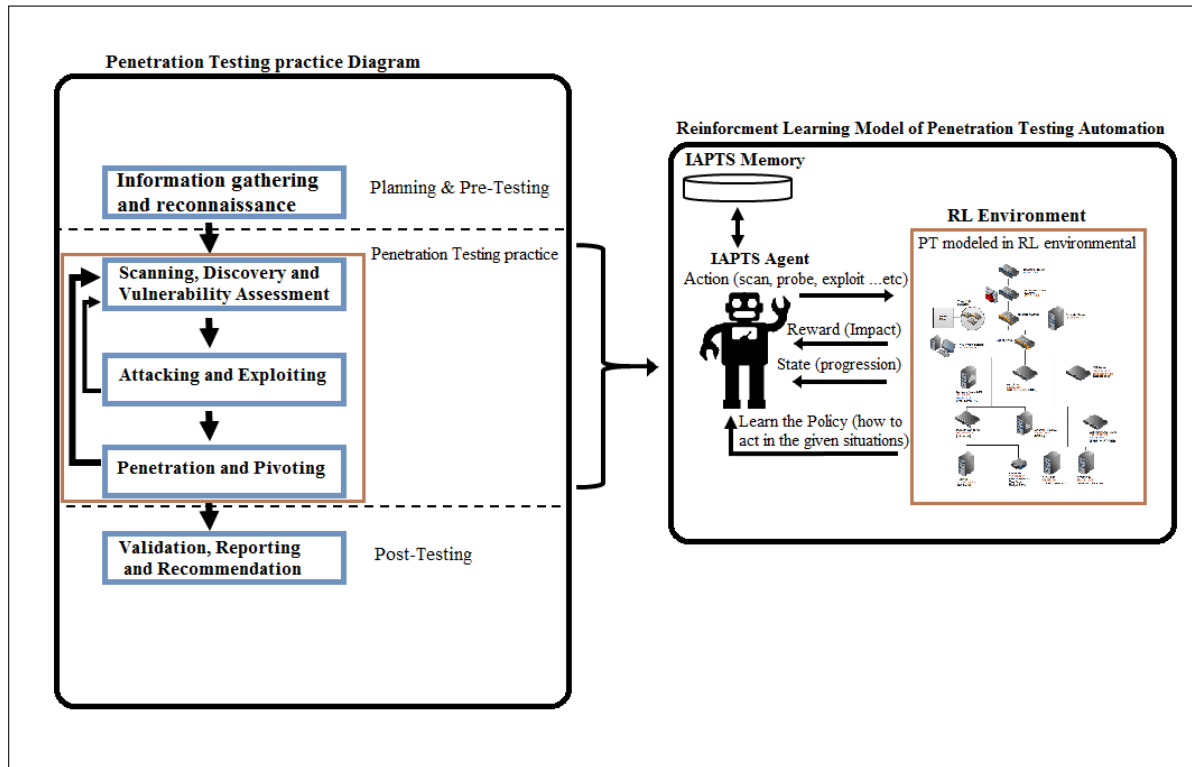 Penetration Testing practice Diagram
Information gathering
and reconnaissance
Planning & Pre-Testing
Penetration Testing practice
Scanning, Discovery and
Vulnerability Assessment
Attacking and Exploiting
Penetration and Pivoting
Validation, Reporting
and Recommendation
Post-Testing
Reinforcment Learning Model of Penetration Testing Automation
IAPTS Memory
IAPTS Agent
Action (scan, probe, exploit ...etc)
Reward (Impact)
State (progression)
Learn the Policy (how to
act in the given situations)
RL Environment
PT modeled in RL environmental